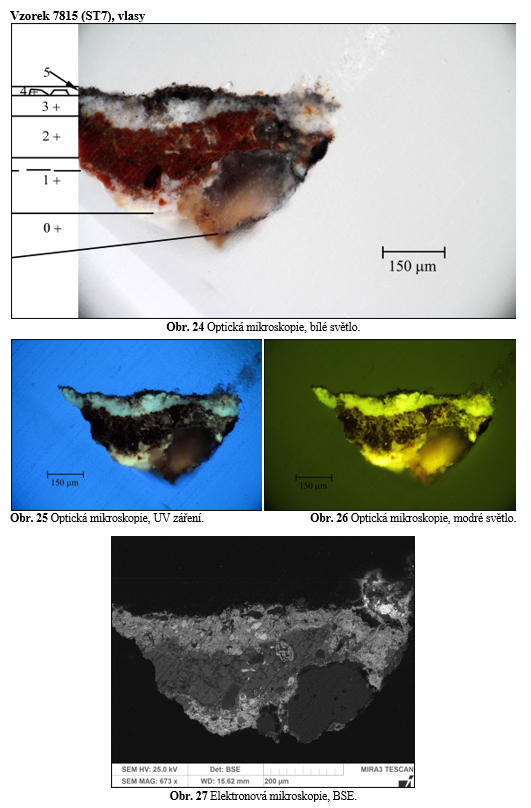 Vzorek 7815 (ST7), vlasy
5
4 +
3 +
2 +
1 +
0 +
150 µm
Obr. 24 Optická mikroskopie, bílé světlo.
150 µm
150 µm
Obr. 25 Optická mikroskopie, UV záření.
Obr. 26 Optická mikroskopie, modré světlo.
SEM HV: 25.0 kV Det: BSE MIRA3 TESCAN
SEM MAG: 673 x WD: 15.62 mm 200 µm
Obr. 27 Elektronová mikroskopie, BSE.